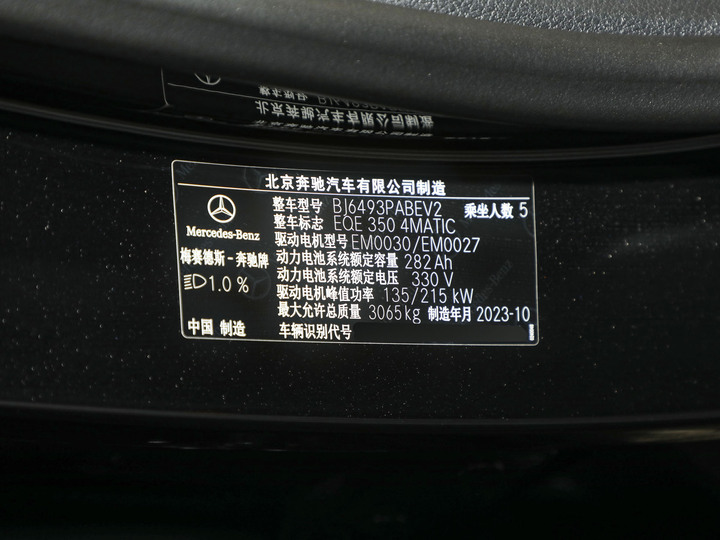 北京奔驰汽车有限公司制造
Mercedes-Benz
梅赛德斯-奔驰牌
1.0 %
中国 制造
整车型号 BJ6493PABEV2 乘坐人数 5
整车标志 EQE 350 4MATIC
驱动电机型号 EM0030/EM0027
动力电池系统额定容量 282 Ah
动力电池系统额定电压 330 V
驱动电机峰值功率 135/215 kW
最大允许总质量 3065 kg 制造年月 2023-10
车辆识别代号